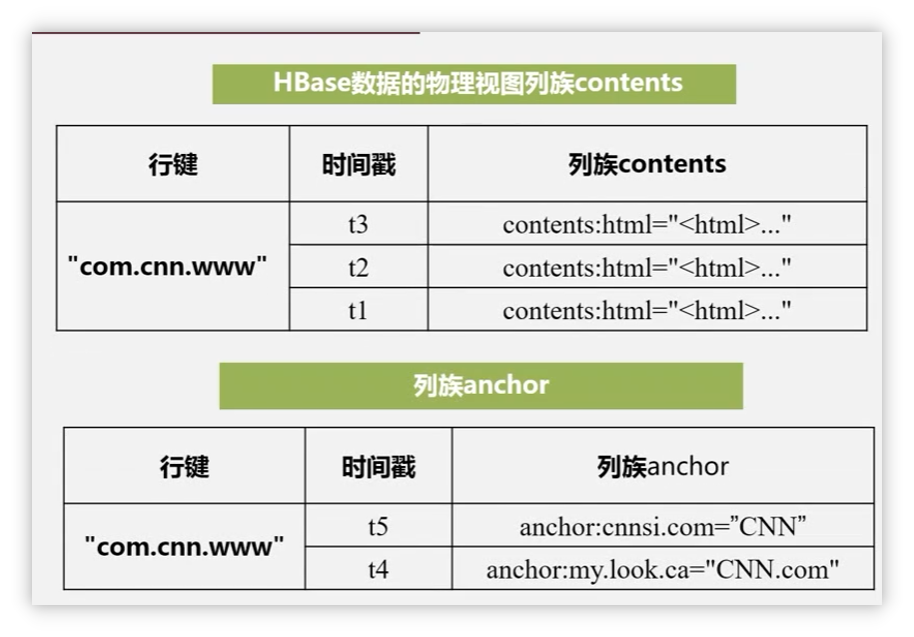 HBase数据的物理视图列族contents
行键 时间戳 列族contents
t3 contents:html="<html>..."
"com.cnn.www" t2 contents:html="<html>..."
t1 contents:html="<html>..."
列族anchor
行键 时间戳 列族anchor
t5 anchor:cnnsi.com=”CNN”
"com.cnn.www"
t4 anchor:my.look.ca="CNN.com"